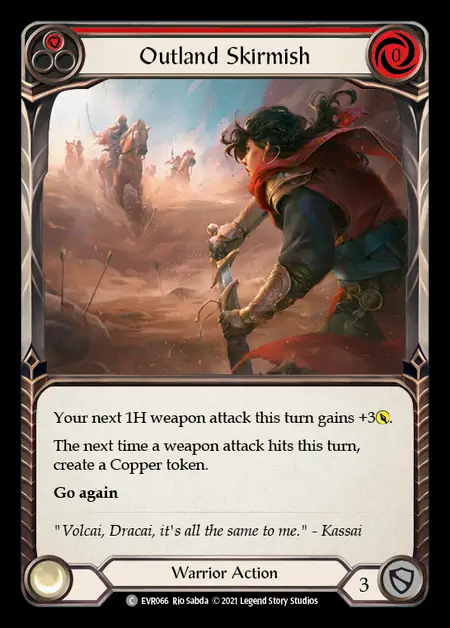 Outland Skirmish
0
Your next 1H weapon attack this turn gains +3.
The next time a weapon attack hits this turn,
create a Copper token.
Go again
"Volcai, Dracai, it's all the same to me." - Kassai
Warrior Action
3
C EVR066 Rio Sabda © 2021 Legend Story Studios